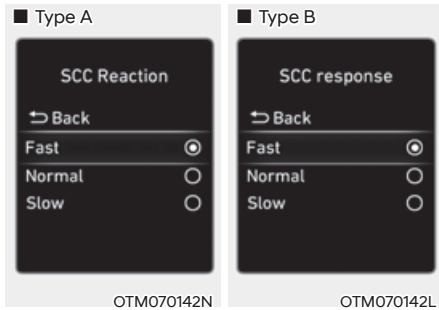 ■ Type A
SCC Reaction
Back
Fast
Normal
Slow
OTM070142N
■ Type B
SCC response
Back
Fast
Normal
Slow
OTM070142L